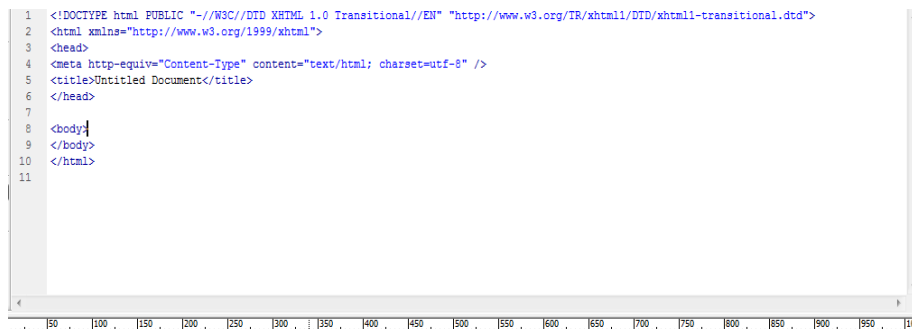 1 <!DOCTYPE html PUBLIC "-//W3C//DTD XHTML 1.0 Transitional//EN" "http://www.w3.org/TR/xhtml1/DTD/xhtml1-transitional.dtd">
2 <html xmlns="http://www.w3.org/1999/xhtml">
3 <head>
4 <meta http-equiv="Content-Type" content="text/html; charset=utf-8" />
5 <title>Untitled Document</title>
6 </head>
7
8 <body>
9 </body>
10 </html>
11
50 100 150 200 250 300 350 400 450 500 550 600 650 700 750 800 850 900 950